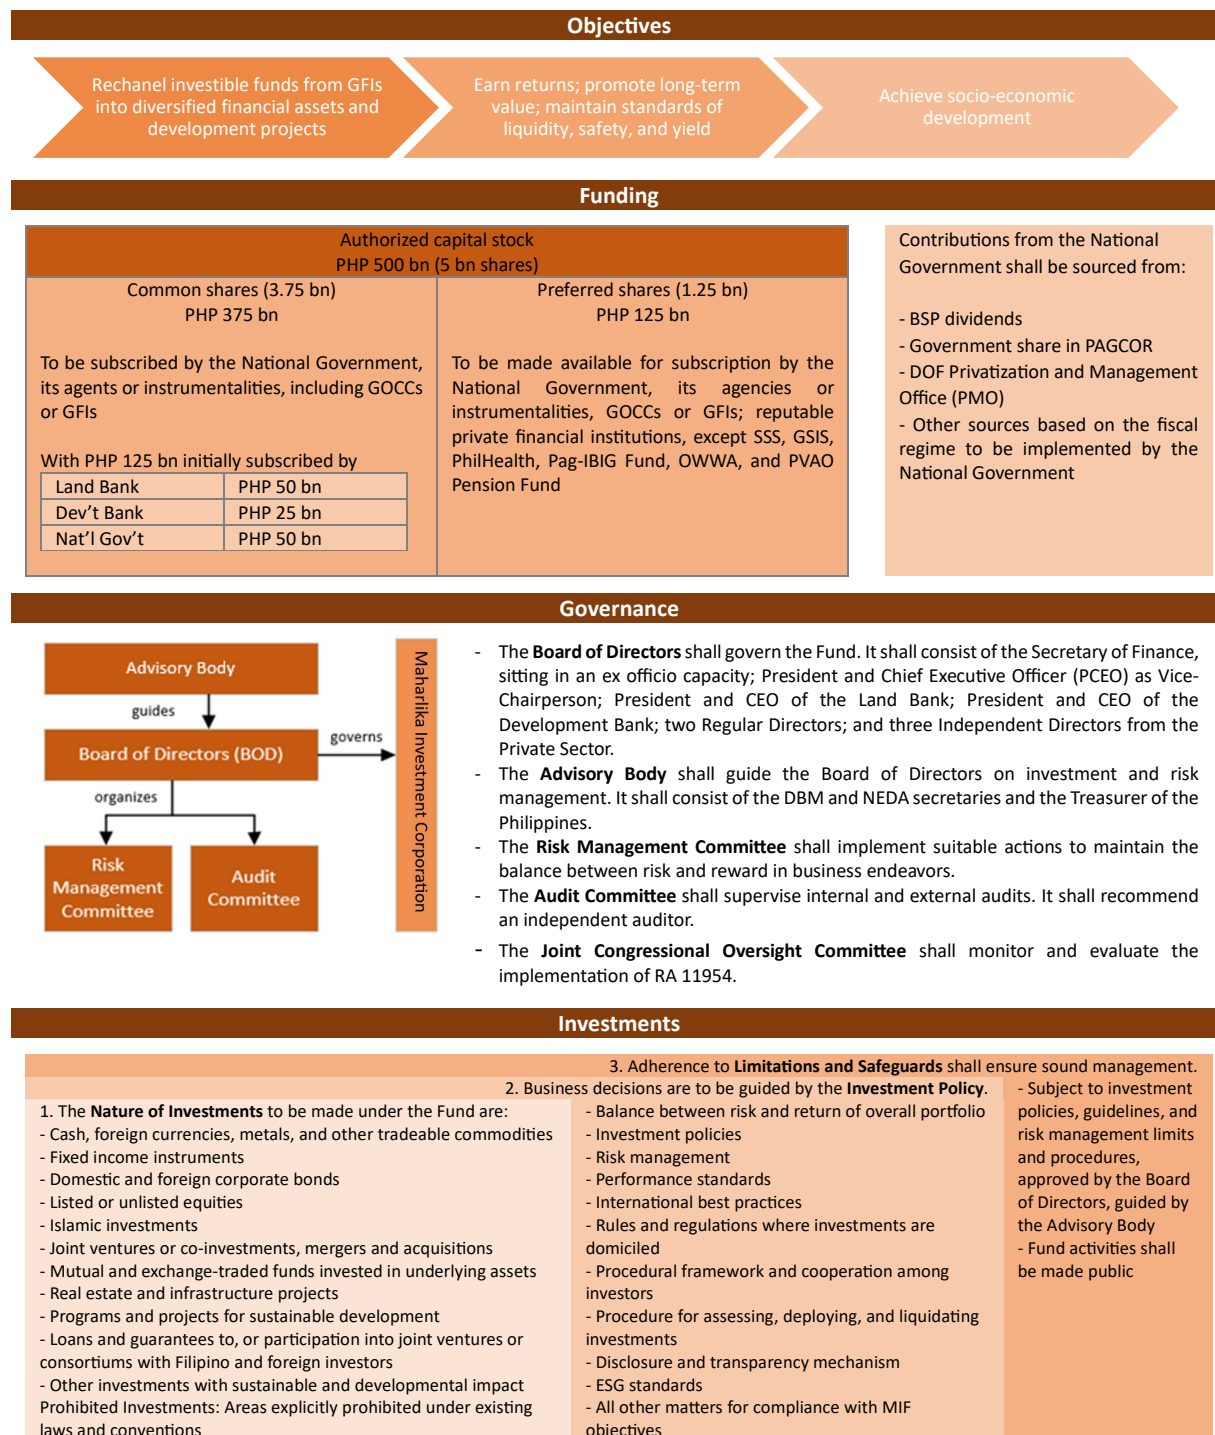 Objectives
Rechanel investible funds from GFIs
into diversified financial assets and
development projects
Earn returns; promote long-term
value; maintain standards of
liquidity, safety, and yield
Achieve socio-economic
development
Funding
Authorized capital stock
PHP 500 bn (5 bn shares)
Common shares (3.75 bn)
PHP 375 bn
To be subscribed by the National Government,
its agents or instrumentalities, including GOCCs
or GFIs
With PHP 125 bn initially subscribed by
Land Bank PHP 50 bn
Dev't Bank PHP 25 bn
Nat'l Gov't PHP 50 bn
Preferred shares (1.25 bn)
PHP 125 bn
To be made available for subscription by the
National Government, its agencies or
instrumentalities, GOCCs or GFIs; reputable
private financial institutions, except SSS, GSIS,
PhilHealth, Pag-IBIG Fund, OWWA, and PVAO
Pension Fund
Contributions from the National
Government shall be sourced from:
- BSP dividends
- Government share in PAGCOR
- DOF Privatization and Management
Office (PMO)
- Other sources based on the fiscal
regime to be implemented by the
National Government
Governance
Advisory Body
guides
Board of Directors (BOD)
governs
organizes
Risk
Management
Committee
Audit
Committee
Maharlika Investment Corporation
- The Board of Directors shall govern the Fund. It shall consist of the Secretary of Finance,
sitting in an ex officio capacity; President and Chief Executive Officer (PCEO) as Vice-
Chairperson; President and CEO of the Land Bank; President and CEO of the
Development Bank; two Regular Directors; and three Independent Directors from the
Private Sector.
- The Advisory Body shall guide the Board of Directors on investment and risk
management. It shall consist of the DBM and NEDA secretaries and the Treasurer of the
Philippines.
- The Risk Management Committee shall implement suitable actions to maintain the
balance between risk and reward in business endeavors.
- The Audit Committee shall supervise internal and external audits. It shall recommend
an independent auditor.
- The Joint Congressional Oversight Committee shall monitor and evaluate the
implementation of RA 11954.
Investments
3. Adherence to Limitations and Safeguards shall ensure sound management.
2. Business decisions are to be guided by the Investment Policy.
1. The Nature of Investments to be made under the Fund are:
- Cash, foreign currencies, metals, and other tradeable commodities
- Fixed income instruments
- Domestic and foreign corporate bonds
- Listed or unlisted equities
- Islamic investments
- Joint ventures or co-investments, mergers and acquisitions
- Mutual and exchange-traded funds invested in underlying assets
- Real estate and infrastructure projects
- Programs and projects for sustainable development
- Loans and guarantees to, or participation into joint ventures or
consortiums with Filipino and foreign investors
- Other investments with sustainable and developmental impact
Prohibited Investments: Areas explicitly prohibited under existing
laws and conventions
- Balance between risk and return of overall portfolio
- Investment policies
- Risk management
- Performance standards
- International best practices
- Rules and regulations where investments are
domiciled
- Procedural framework and cooperation among
investors
- Procedure for assessing, deploying, and liquidating
investments
- Disclosure and transparency mechanism
- ESG standards
- All other matters for compliance with MIF
objectives
- Subject to investment
policies, guidelines, and
risk management limits
and procedures,
approved by the Board
of Directors, guided by
the Advisory Body
- Fund activities shall
be made public